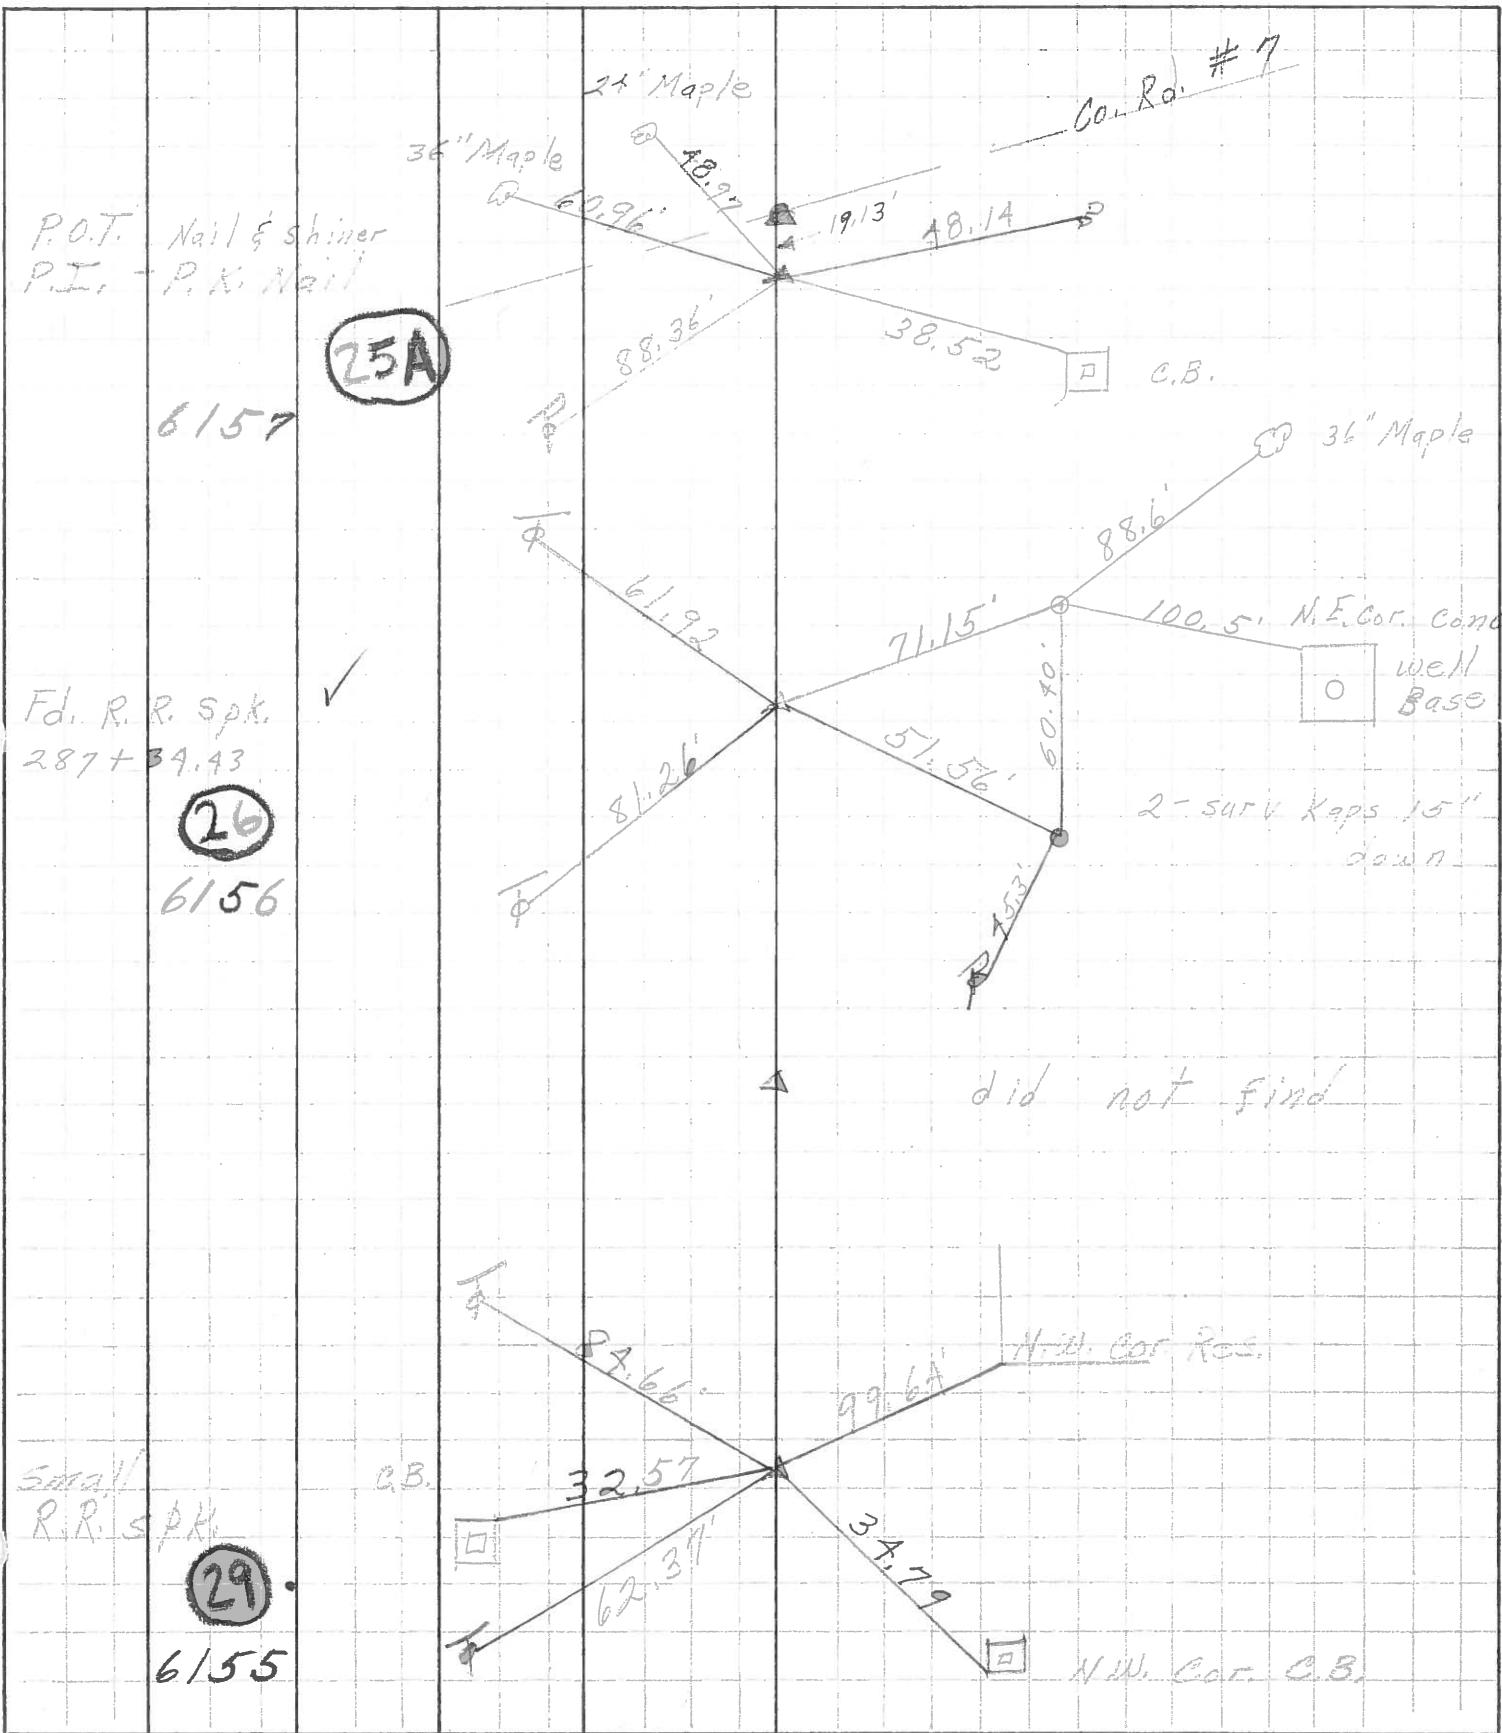 Co. Rd. # 7
24" Maple
36" Maple
48.97
60.96'
19.13'
48.14
P.O.T. Nail & Shiner
P.I. - P.K. Nail
88.36'
38.52
C.B.
25A
6157
36" Maple
88.6'
61.92
71.15'
100.5'
N.E. Cor. Conc
Well
Base
60.40'
Fd. R.R. Spk.
287+34.43
51.56'
81.26'
2 - surv Kaps 15"
down
26
6156
45.3'
did not find
84.66'
99.64'
N.W. Cor. Res.
Small
R.R. spk.
C.B.
32.57
62.37'
34.79
29
6155
N.W. Cor. C.B.